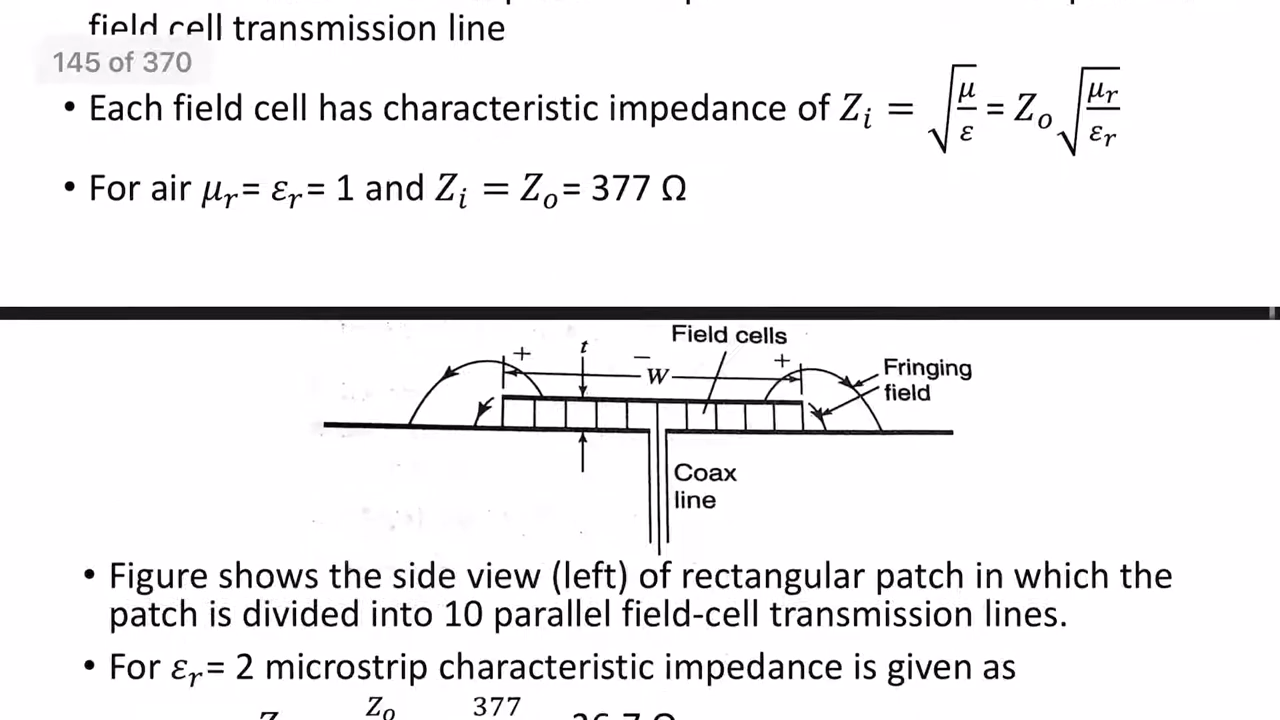 field cell transmission line
145 of 370
• Each field cell has characteristic impedance of Z_i = √(μ/ε) = Z_o √(μ_r/ε_r)
• For air μ_r = ε_r = 1 and Z_i = Z_o = 377 Ω
Field cells
+ t − W +
Fringing
field
Coax
line
• Figure shows the side view (left) of rectangular patch in which the
patch is divided into 10 parallel field-cell transmission lines.
• For ε_r = 2 microstrip characteristic impedance is given as
Z_o 377